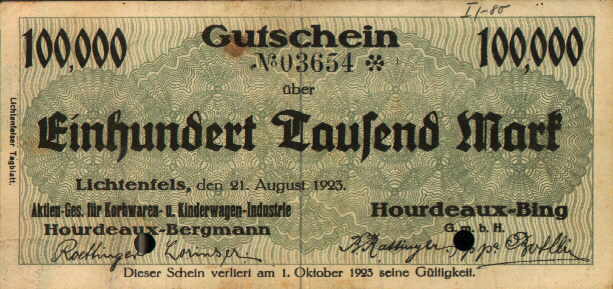 I 1-80
100,000 Gutschein 100,000
№ 03654 ✻
über
Einhundert Tausend Mark
Lichtenfels, den 21. August 1923.
Aktien-Ges. für Korbwaren- u. Kinderwagen-Industrie
Hourdeaux-Bergmann
Hourdeaux-Bing
G. m. b. H.
Dieser Schein verliert am 1. Oktober 1923 seine Gültigkeit.
Lichtenfelser Tagblatt.